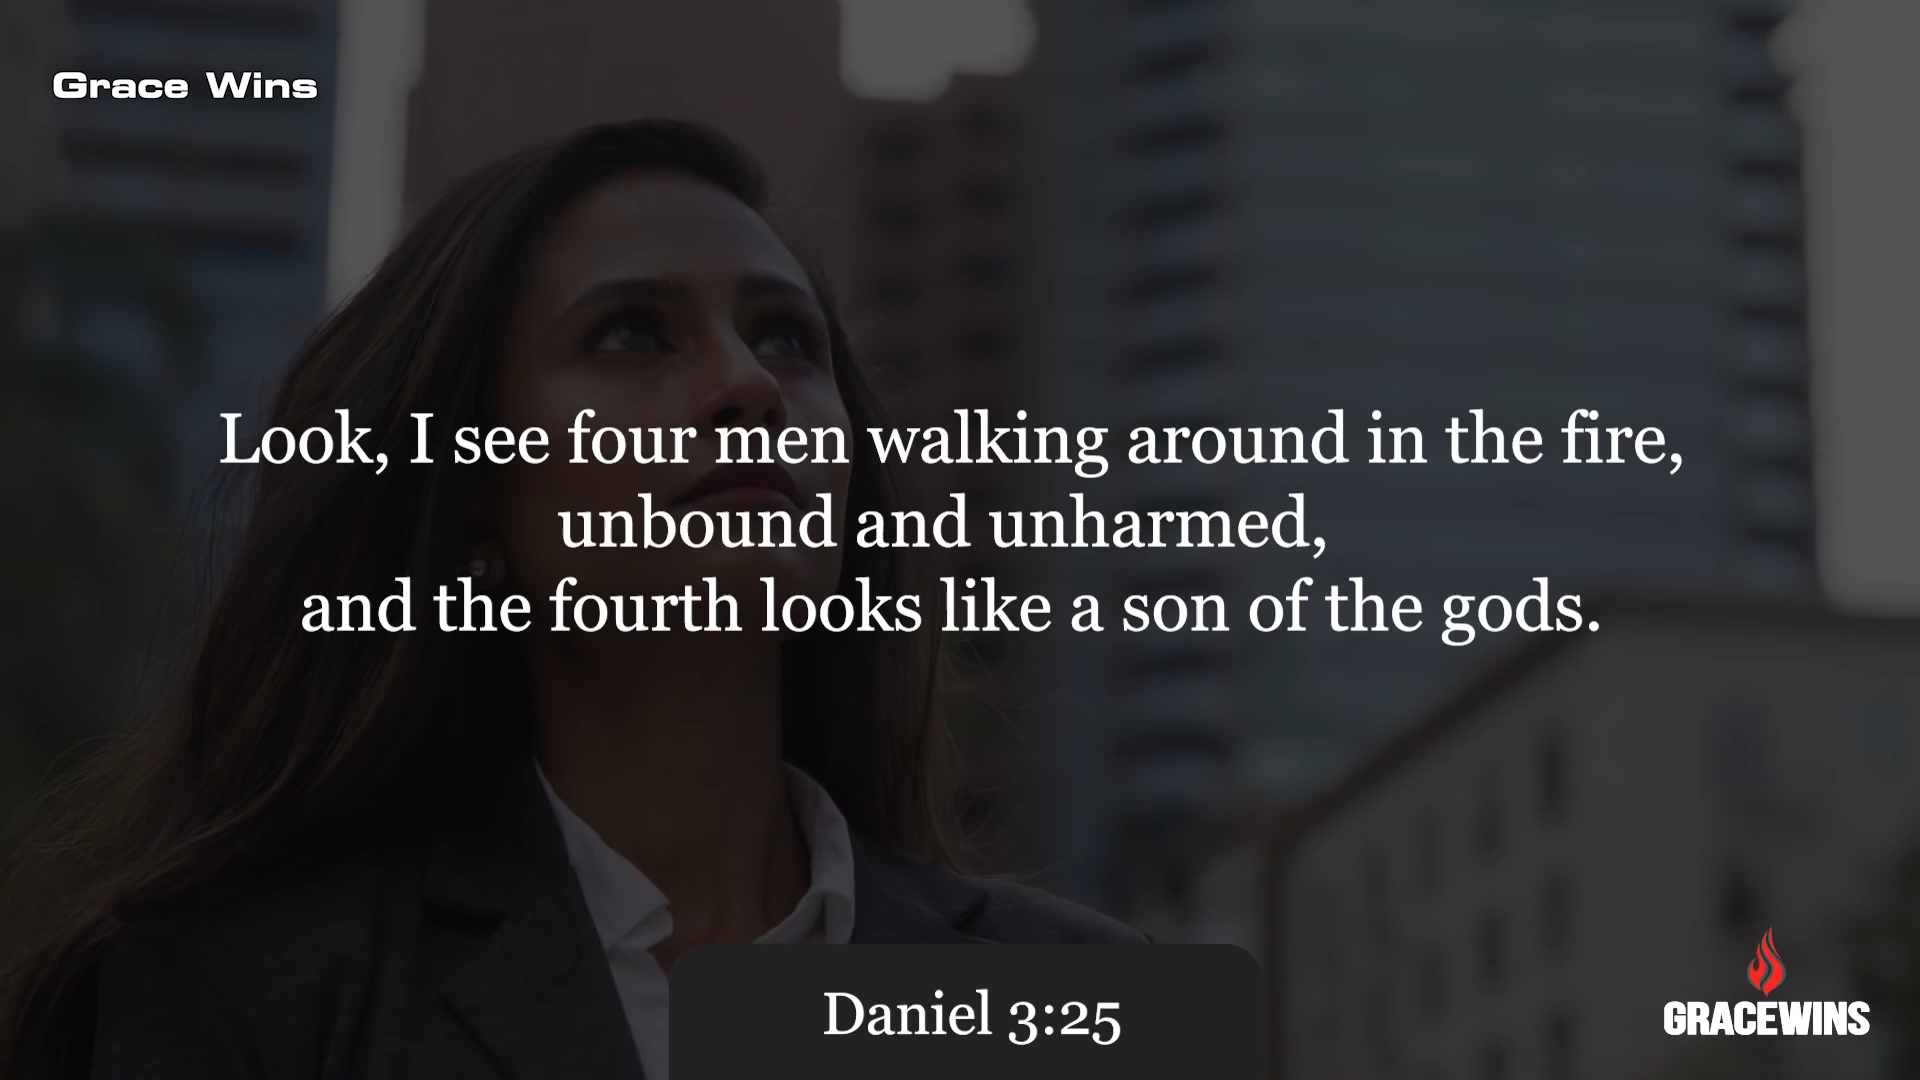 Grace Wins
Look, I see four men walking around in the fire,
unbound and unharmed,
and the fourth looks like a son of the gods.
Daniel 3:25
GRACEWINS